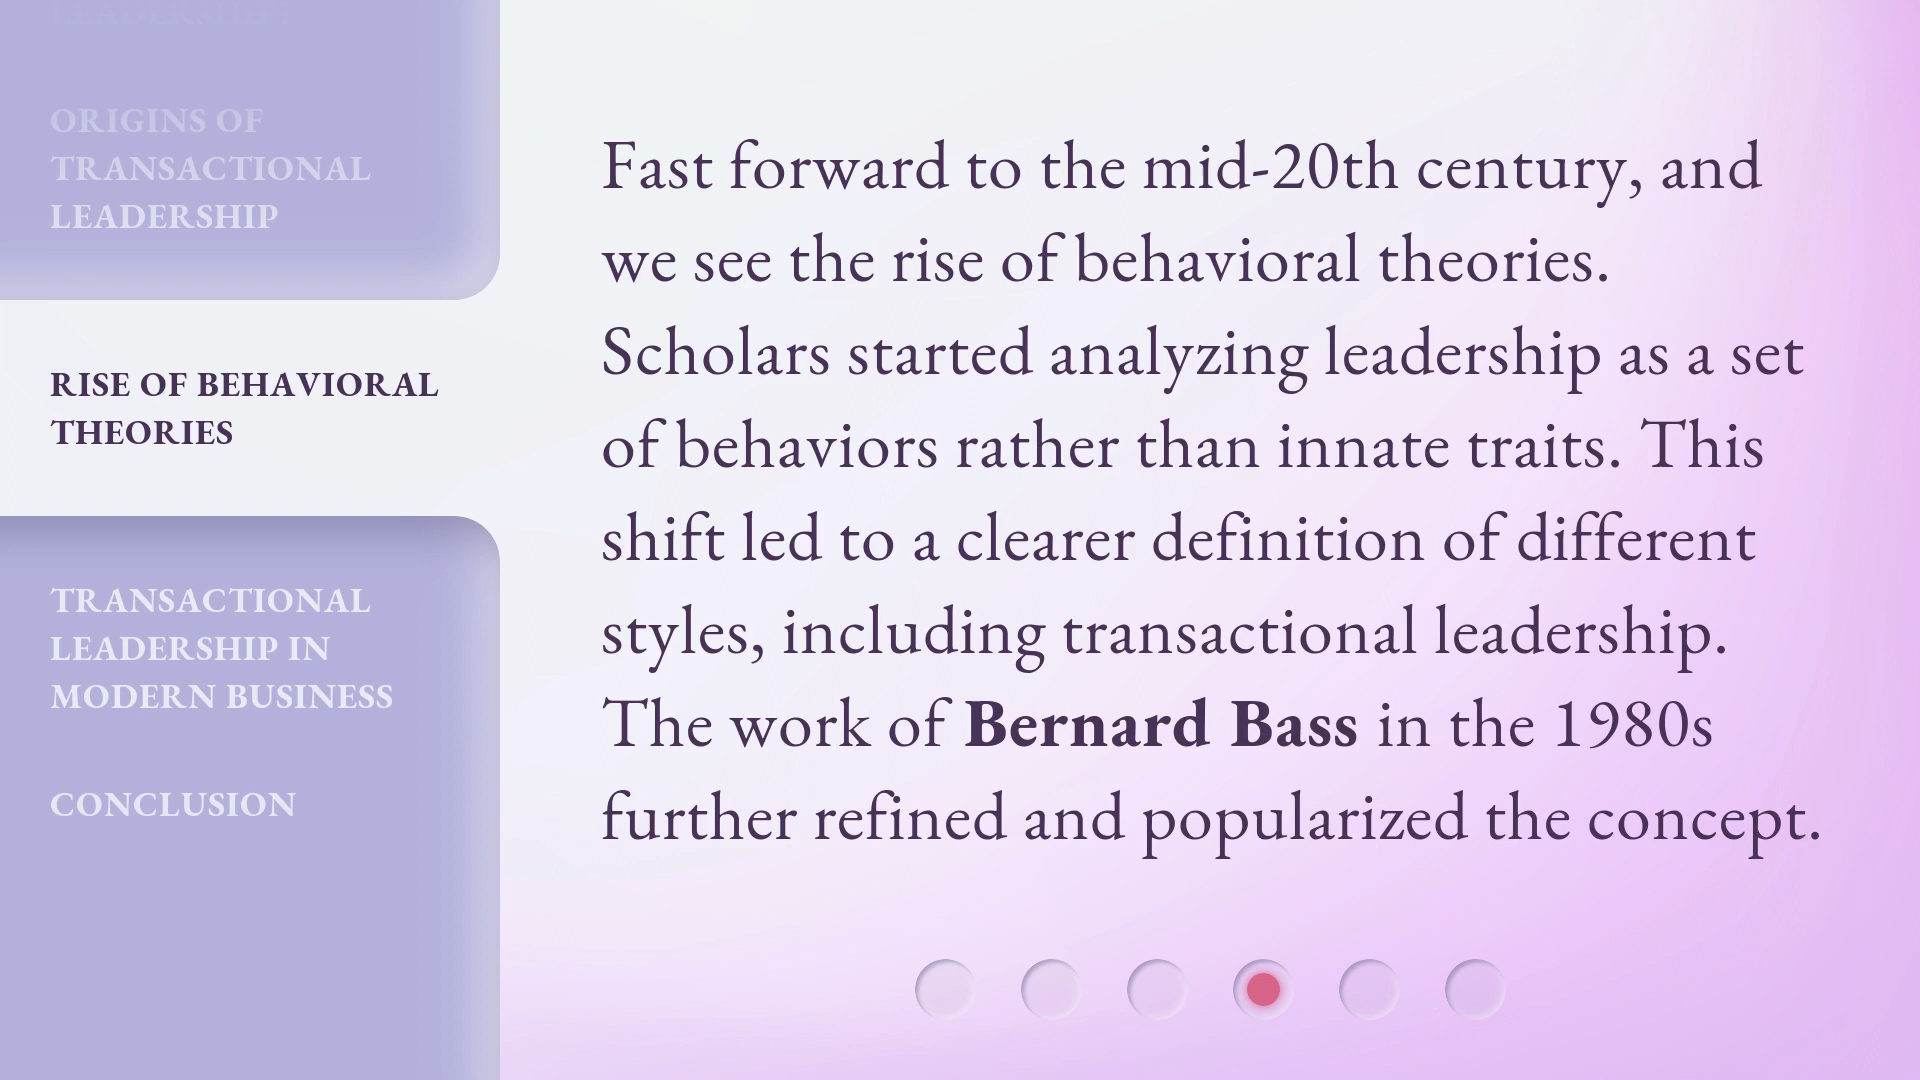 LEADERSHIP
ORIGINS OF
TRANSACTIONAL
LEADERSHIP
RISE OF BEHAVIORAL
THEORIES
TRANSACTIONAL
LEADERSHIP IN
MODERN BUSINESS
CONCLUSION
Fast forward to the mid-20th century, and
we see the rise of behavioral theories.
Scholars started analyzing leadership as a set
of behaviors rather than innate traits. This
shift led to a clearer definition of different
styles, including transactional leadership.
The work of Bernard Bass in the 1980s
further refined and popularized the concept.